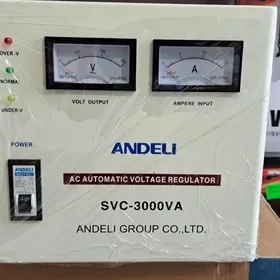 OVER-V
NORMAL
UNDER-V
V
A
VOLT OUTPUT
AMPERE INPUT
POWER
ANDELI
ANDELI
AC AUTOMATIC VOLTAGE REGULATOR
SVC-3000VA
ANDELI GROUP CO.,LTD.